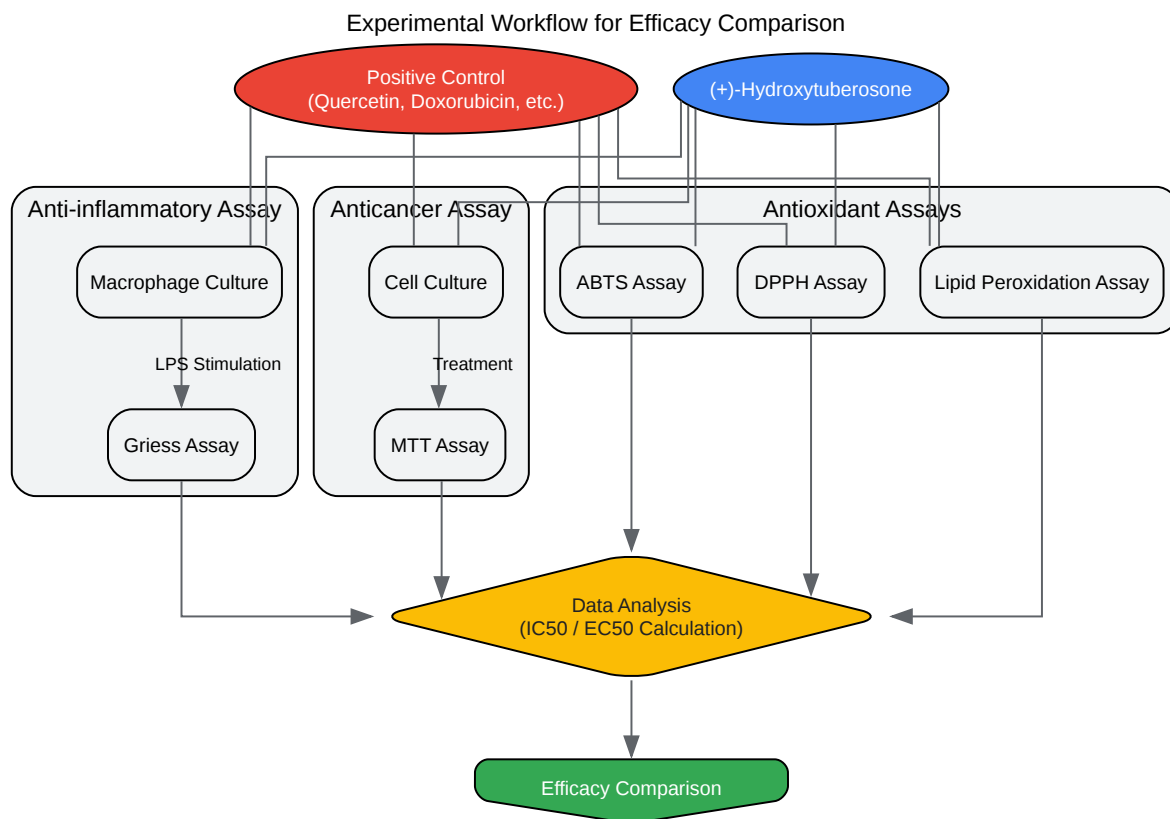 Experimental Workflow for Efficacy Comparison
Positive Control
(Quercetin, Doxorubicin, etc.)
(+)-Hydroxytuberosone
Anti-inflammatory Assay
Anticancer Assay
Antioxidant Assays
Macrophage Culture
Cell Culture
ABTS Assay
DPPH Assay
Lipid Peroxidation Assay
LPS Stimulation
Treatment
Griess Assay
MTT Assay
Data Analysis
(IC50 / EC50 Calculation)
Efficacy Comparison